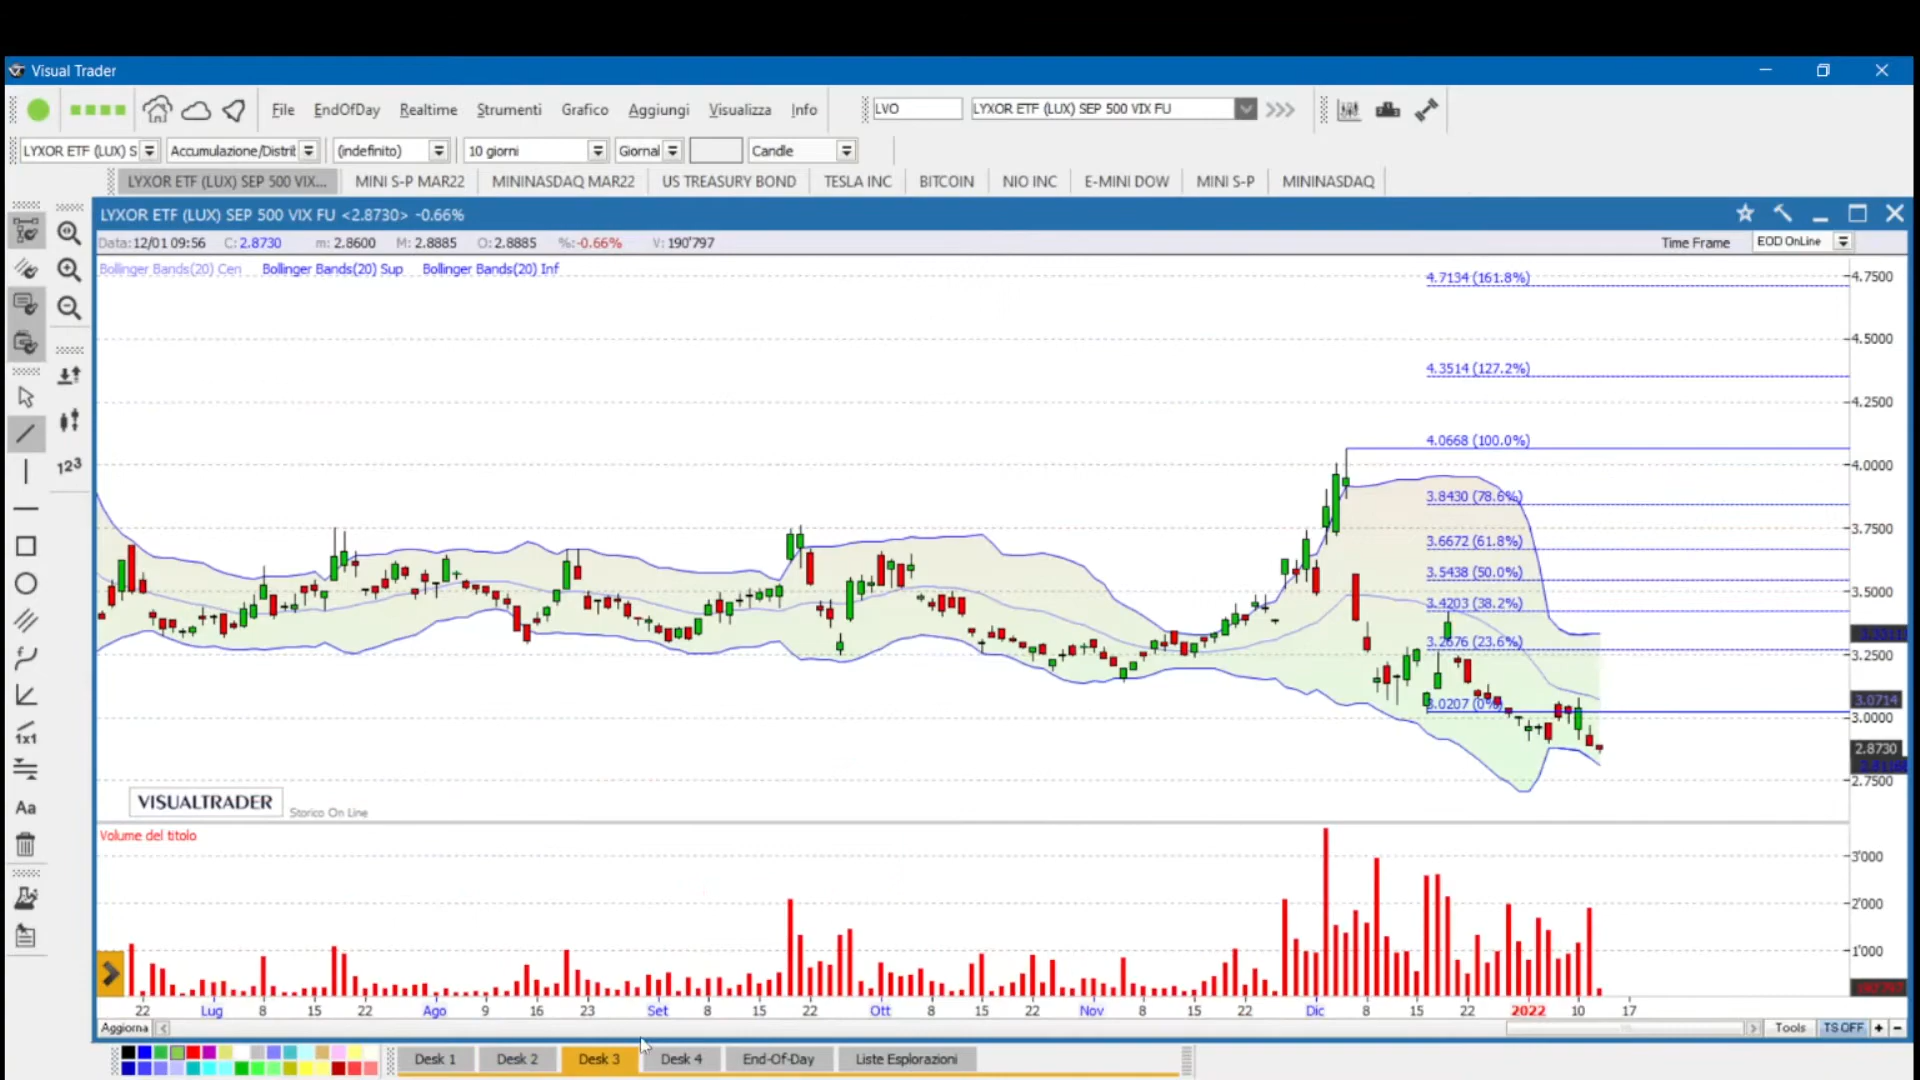 Visual Trader
File EndOfDay Realtime Strumenti Grafico Aggiungi Visualizza Info LVO LYXOR ETF (LUX) SEP 500 VIX FU
LYXOR ETF (LUX) S Accumulazione/Distrit (indefinito) 10 giorni Giornal Candle
LYXOR ETF (LUX) SEP 500 VIX... MINI S-P MAR22 MININASDAQ MAR22 US TREASURY BOND TESLA INC BITCOIN NIO INC E-MINI DOW MINI S-P MININASDAQ
LYXOR ETF (LUX) SEP 500 VIX FU <2.8730> -0.66%
Data: 12/01 09:56 C: 2.8730 m: 2.8600 M: 2.8885 O: 2.8885 %: -0.66% V: 190'797 Time Frame EOD OnLine
Bollinger Bands(20) Cen Bollinger Bands(20) Sup Bollinger Bands(20) Inf
4.7134 (161.8%)
4.7500
4.5000
4.3514 (127.2%)
4.2500
4.0668 (100.0%)
4.0000
3.8430 (78.6%)
3.7500
3.6672 (61.8%)
3.5438 (50.0%)
3.5000
3.4203 (38.2%)
3.2676 (23.6%)
3.2500
3.0714
3.0207 (0%)
3.0000
2.8730
2.7500
123
1x1
Aa
VISUALTRADER Storico On Line
Volume del titolo
3'000
2'000
1'000
190'797
22 Lug 8 15 22 Ago 9 16 23 Set 8 15 22 Ott 8 15 22 Nov 8 15 22 Dic 8 15 22 2022 10 17
Aggiorna Tools TS OFF
Desk 1 Desk 2 Desk 3 Desk 4 End-Of-Day Liste Esplorazioni